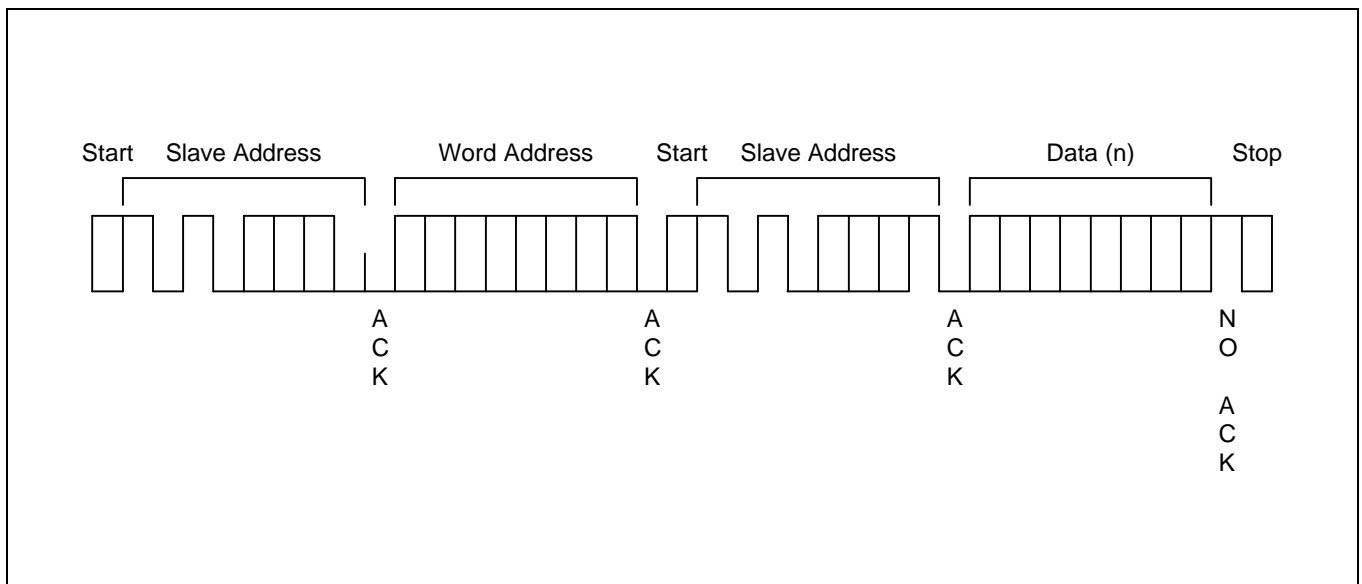 Start Slave Address Word Address Start Slave Address Data (n) Stop
A A A N
C C C O
K K K
A
C
K